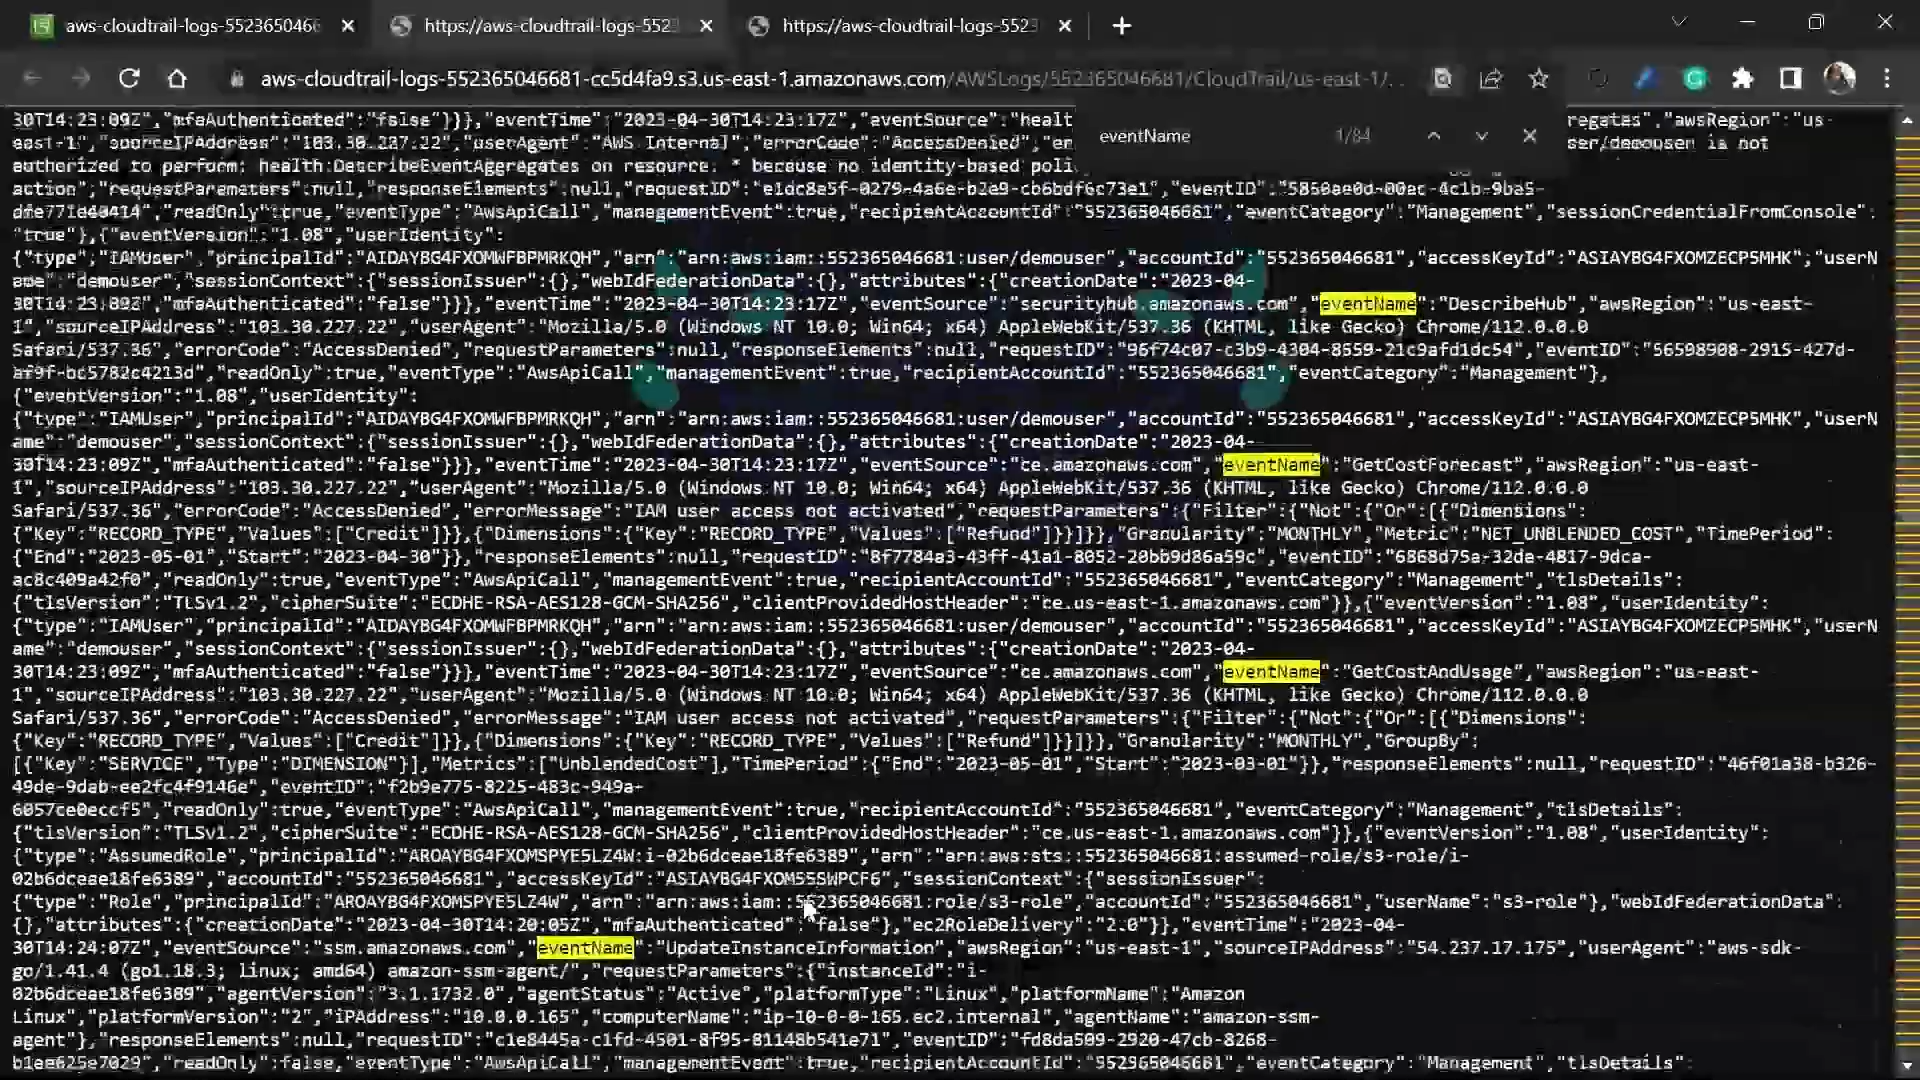 aws-cloudtrail-logs-5523650466
https://aws-cloudtrail-logs-552
https://aws-cloudtrail-logs-5523
aws-cloudtrail-logs-552365046681-cc5d4fa9.s3.us-east-1.amazonaws.com/AWSLogs/552365046681/CloudTrail/us-east-1/...
eventName 1/84
30T14:23:09Z","mfaAuthenticated":"false"}}},"eventTime":"2023-04-30T14:23:17Z","eventSource":"healt regates","awsRegion":"us-
east-1","sourceIPAddress":"103.30.227.22","userAgent":"AWS Internal","errorCode":"AccessDenied","er ser/demouser is not
authorized to perform: health:DescribeEventAggregates on resource: * because no identity-based poli
action","requestParameters":null,"responseElements":null,"requestID":"e1dc8e5f-0279-4a6e-b2e9-cb6bdf6c73e1","eventID":"5850ae0d-00ec-4c1b-9ba5-
dfe771d40414","readOnly":true,"eventType":"AwsApiCall","managementEvent":true,"recipientAccountId":"552365046681","eventCategory":"Management","sessionCredentialFromConsole":
"true"},{"eventVersion":"1.08","userIdentity":
{"type":"IAMUser","principalId":"AIDAYBG4FXOMWFBPMRKQH","arn":"arn:aws:iam::552365046681:user/demouser","accountId":"552365046681","accessKeyId":"ASIAYBG4FXOMZECP5MHK","userN
ame":"demouser","sessionContext":{"sessionIssuer":{},"webIdFederationData":{},"attributes":{"creationDate":"2023-04-
30T14:23:09Z","mfaAuthenticated":"false"}}},"eventTime":"2023-04-30T14:23:17Z","eventSource":"securityhub.amazonaws.com","eventName":"DescribeHub","awsRegion":"us-east-
1","sourceIPAddress":"103.30.227.22","userAgent":"Mozilla/5.0 (Windows NT 10.0; Win64; x64) AppleWebKit/537.36 (KHTML, like Gecko) Chrome/112.0.0.0
Safari/537.36","errorCode":"AccessDenied","requestParameters":null,"responseElements":null,"requestID":"96f74c07-c3b9-4304-8559-21c9afd1dc54","eventID":"56598908-2915-427d-
af9f-bc5782c4213d","readOnly":true,"eventType":"AwsApiCall","managementEvent":true,"recipientAccountId":"552365046681","eventCategory":"Management"},
{"eventVersion":"1.08","userIdentity":
{"type":"IAMUser","principalId":"AIDAYBG4FXOMWFBPMRKQH","arn":"arn:aws:iam::552365046681:user/demouser","accountId":"552365046681","accessKeyId":"ASIAYBG4FXOMZECP5MHK","userN
ame":"demouser","sessionContext":{"sessionIssuer":{},"webIdFederationData":{},"attributes":{"creationDate":"2023-04-
30T14:23:09Z","mfaAuthenticated":"false"}}},"eventTime":"2023-04-30T14:23:17Z","eventSource":"ce.amazonaws.com","eventName":"GetCostForecast","awsRegion":"us-east-
1","sourceIPAddress":"103.30.227.22","userAgent":"Mozilla/5.0 (Windows NT 10.0; Win64; x64) AppleWebKit/537.36 (KHTML, like Gecko) Chrome/112.0.0.0
Safari/537.36","errorCode":"AccessDenied","errorMessage":"IAM user access not activated","requestParameters":{"Filter":{"Not":{"Or":[{"Dimensions":
{"Key":"RECORD_TYPE","Values":["Credit"]}},{"Dimensions":{"Key":"RECORD_TYPE","Values":["Refund"]}}]}},"Granularity":"MONTHLY","Metric":"NET_UNBLENDED_COST","TimePeriod":
{"End":"2023-05-01","Start":"2023-04-30"}},"responseElements":null,"requestID":"8f7784a3-43ff-41a1-8052-20bb9d86a59c","eventID":"6868d75a-32de-4817-9dca-
ac8c409a42f0","readOnly":true,"eventType":"AwsApiCall","managementEvent":true,"recipientAccountId":"552365046681","eventCategory":"Management","tlsDetails":
{"tlsVersion":"TLSv1.2","cipherSuite":"ECDHE-RSA-AES128-GCM-SHA256","clientProvidedHostHeader":"ce.us-east-1.amazonaws.com"}},{"eventVersion":"1.08","userIdentity":
{"type":"IAMUser","principalId":"AIDAYBG4FXOMWFBPMRKQH","arn":"arn:aws:iam::552365046681:user/demouser","accountId":"552365046681","accessKeyId":"ASIAYBG4FXOMZECP5MHK","userN
ame":"demouser","sessionContext":{"sessionIssuer":{},"webIdFederationData":{},"attributes":{"creationDate":"2023-04-
30T14:23:09Z","mfaAuthenticated":"false"}}},"eventTime":"2023-04-30T14:23:17Z","eventSource":"ce.amazonaws.com","eventName":"GetCostAndUsage","awsRegion":"us-east-
1","sourceIPAddress":"103.30.227.22","userAgent":"Mozilla/5.0 (Windows NT 10.0; Win64; x64) AppleWebKit/537.36 (KHTML, like Gecko) Chrome/112.0.0.0
Safari/537.36","errorCode":"AccessDenied","errorMessage":"IAM user access not activated","requestParameters":{"Filter":{"Not":{"Or":[{"Dimensions":
{"Key":"RECORD_TYPE","Values":["Credit"]}},{"Dimensions":{"Key":"RECORD_TYPE","Values":["Refund"]}}]}},"Granularity":"MONTHLY","GroupBy":
[{"Key":"SERVICE","Type":"DIMENSION"}],"Metrics":["UnblendedCost"],"TimePeriod":{"End":"2023-05-01","Start":"2023-03-01"}},"responseElements":null,"requestID":"46f01a38-b326-
49de-9dab-ee2fc4f9146e","eventID":"f2b9e775-8225-483c-949a-
6057ce0eccf5","readOnly":true,"eventType":"AwsApiCall","managementEvent":true,"recipientAccountId":"552365046681","eventCategory":"Management","tlsDetails":
{"tlsVersion":"TLSv1.2","cipherSuite":"ECDHE-RSA-AES128-GCM-SHA256","clientProvidedHostHeader":"ce.us-east-1.amazonaws.com"}},{"eventVersion":"1.08","userIdentity":
{"type":"AssumedRole","principalId":"AROAYBG4FXOMSPYE5LZ4W:i-02b6dceae18fe6389","arn":"arn:aws:sts::552365046681:assumed-role/s3-role/i-
02b6dceae18fe6389","accountId":"552365046681","accessKeyId":"ASIAYBG4FXOM55SWPCF6","sessionContext":{"sessionIssuer":
{"type":"Role","principalId":"AROAYBG4FXOMSPYE5LZ4W","arn":"arn:aws:iam::552365046681:role/s3-role","accountId":"552365046681","userName":"s3-role"},"webIdFederationData":
{},"attributes":{"creationDate":"2023-04-30T14:20:05Z","mfaAuthenticated":"false"},"ec2RoleDelivery":"2.0"}},"eventTime":"2023-04-
30T14:24:07Z","eventSource":"ssm.amazonaws.com","eventName":"UpdateInstanceInformation","awsRegion":"us-east-1","sourceIPAddress":"54.237.17.175","userAgent":"aws-sdk-
go/1.41.4 (go1.18.3; linux; amd64) amazon-ssm-agent/","requestParameters":{"instanceId":"i-
02b6dceae18fe6389","agentVersion":"3.1.1732.0","agentStatus":"Active","platformType":"Linux","platformName":"Amazon
Linux","platformVersion":"2","iPAddress":"10.0.0.165","computerName":"ip-10-0-0-165.ec2.internal","agentName":"amazon-ssm-
agent"},"responseElements":null,"requestID":"c1e8445a-c1fd-4501-8f95-81148b541e71","eventID":"fd8da509-2920-47cb-8268-
b1ee625e7029","readOnly":false,"eventType":"AwsApiCall","managementEvent":true,"recipientAccountId":"552365046681","eventCategory":"Management","tlsDetails":